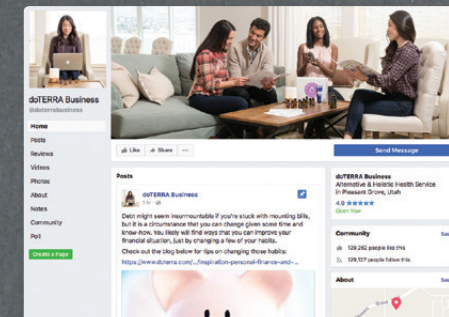 doTERRA Business
@doterrabusiness
Home
Posts
Reviews
Videos
Photos
About
Notes
Community
Poll
Create a Page
Like
Share
Send Message
Posts
doTERRA Business
1 hr
Debt might seem insurmountable if you're stuck with mounting bills,
but it is a circumstance that you can change given some time and
know-how. You likely will find ways that you can improve your
financial situation, just by changing a few of your habits.
Check out the blog below for tips on changing those habits:
https://www.doterra.com/.../inspiration-personal-finance-and-...
doTERRA Business
Alternative & Holistic Health Service
in Pleasant Grove, Utah
4.9 ★★★★★
Open Now
Community
See
129,262 people like this
129,127 people follow this
About
See